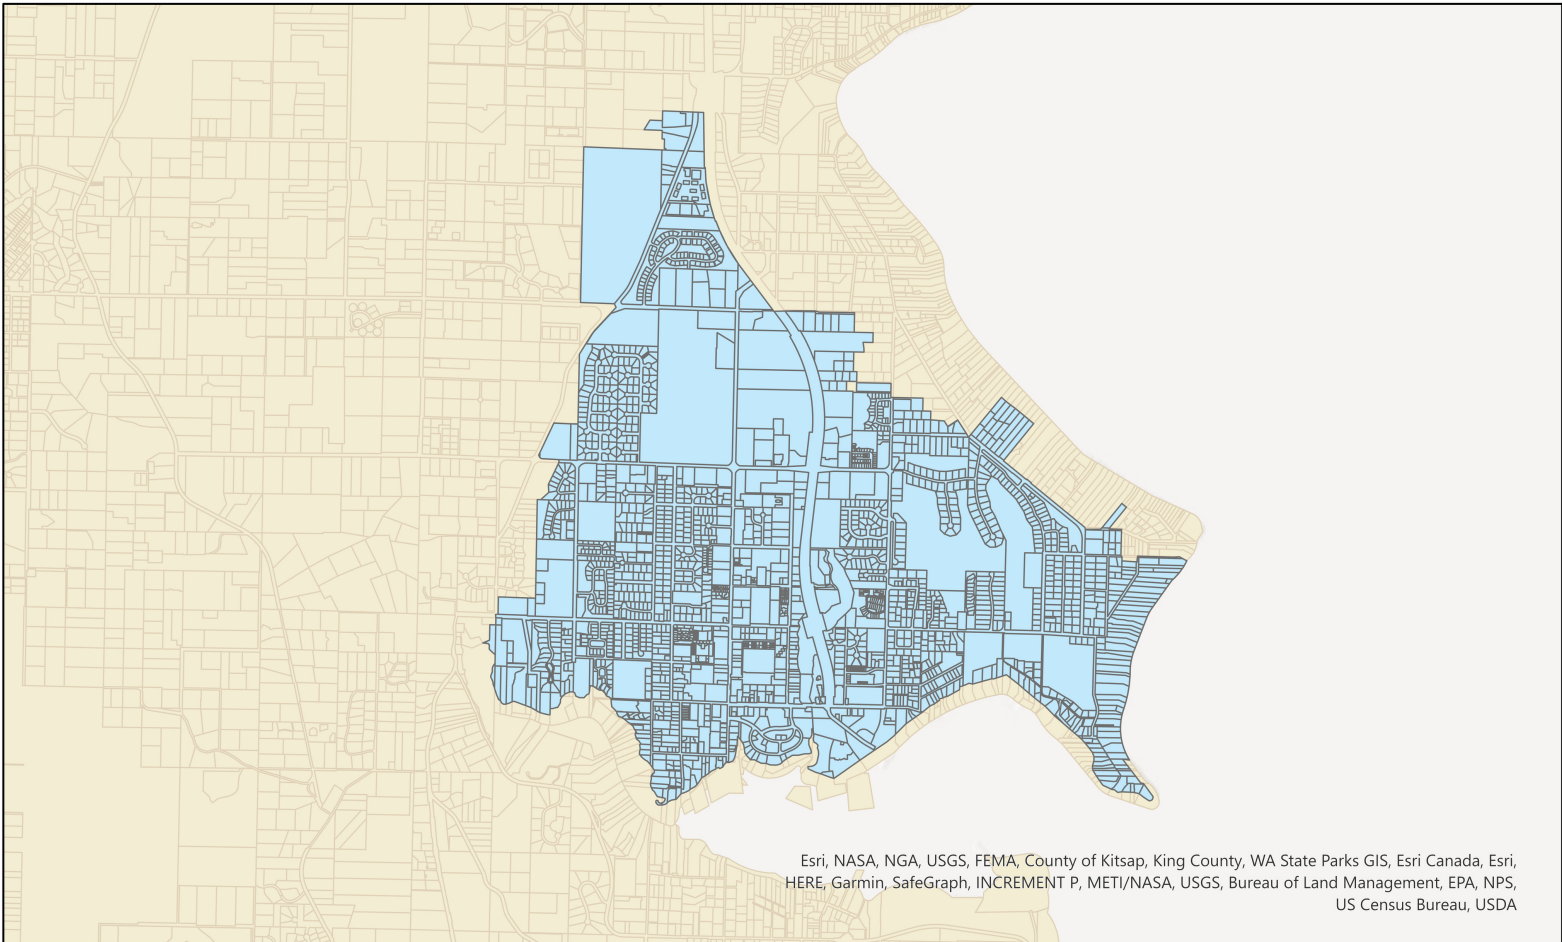 Esri, NASA, NGA, USGS, FEMA, County of Kitsap, King County, WA State Parks GIS, Esri Canada, Esri,
HERE, Garmin, SafeGraph, INCREMENT P, METI/NASA, USGS, Bureau of Land Management, EPA, NPS,
US Census Bureau, USDA